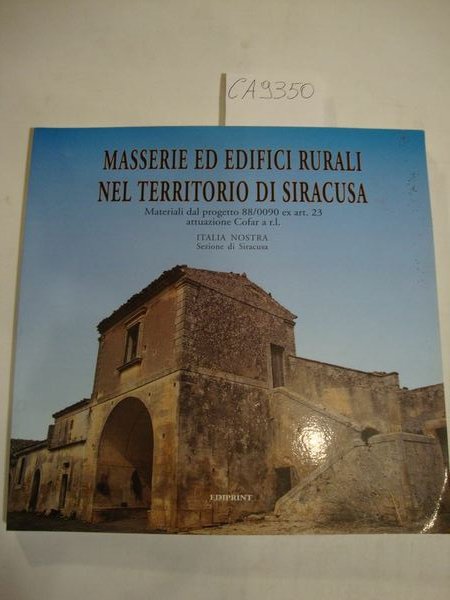 CA9350
MASSERIE ED EDIFICI RURALI
NEL TERRITORIO DI SIRACUSA
Materiali dal progetto 88/0090 ex art. 23
attuazione Cofar a r.l.
ITALIA NOSTRA
Sezione di Siracusa
EDIPRINT